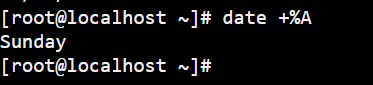 [root@localhost ~]# date +%A
Sunday
[root@localhost ~]#